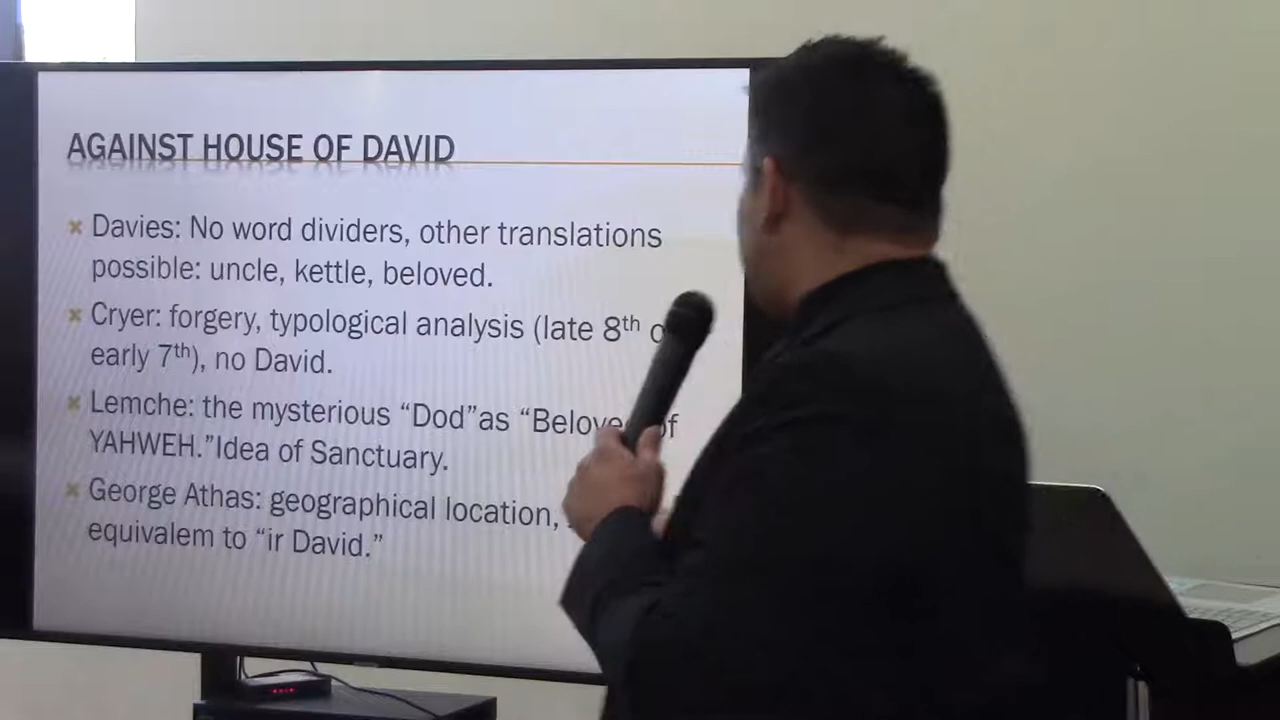 AGAINST HOUSE OF DAVID
Davies: No word dividers, other translations
possible: uncle, kettle, beloved.
Cryer: forgery, typological analysis (late 8th
early 7th), no David.
Lemche: the mysterious “Dod”as “Belove of
YAHWEH.”Idea of Sanctuary.
George Athas: geographical location,
equivalem to “ir David.”